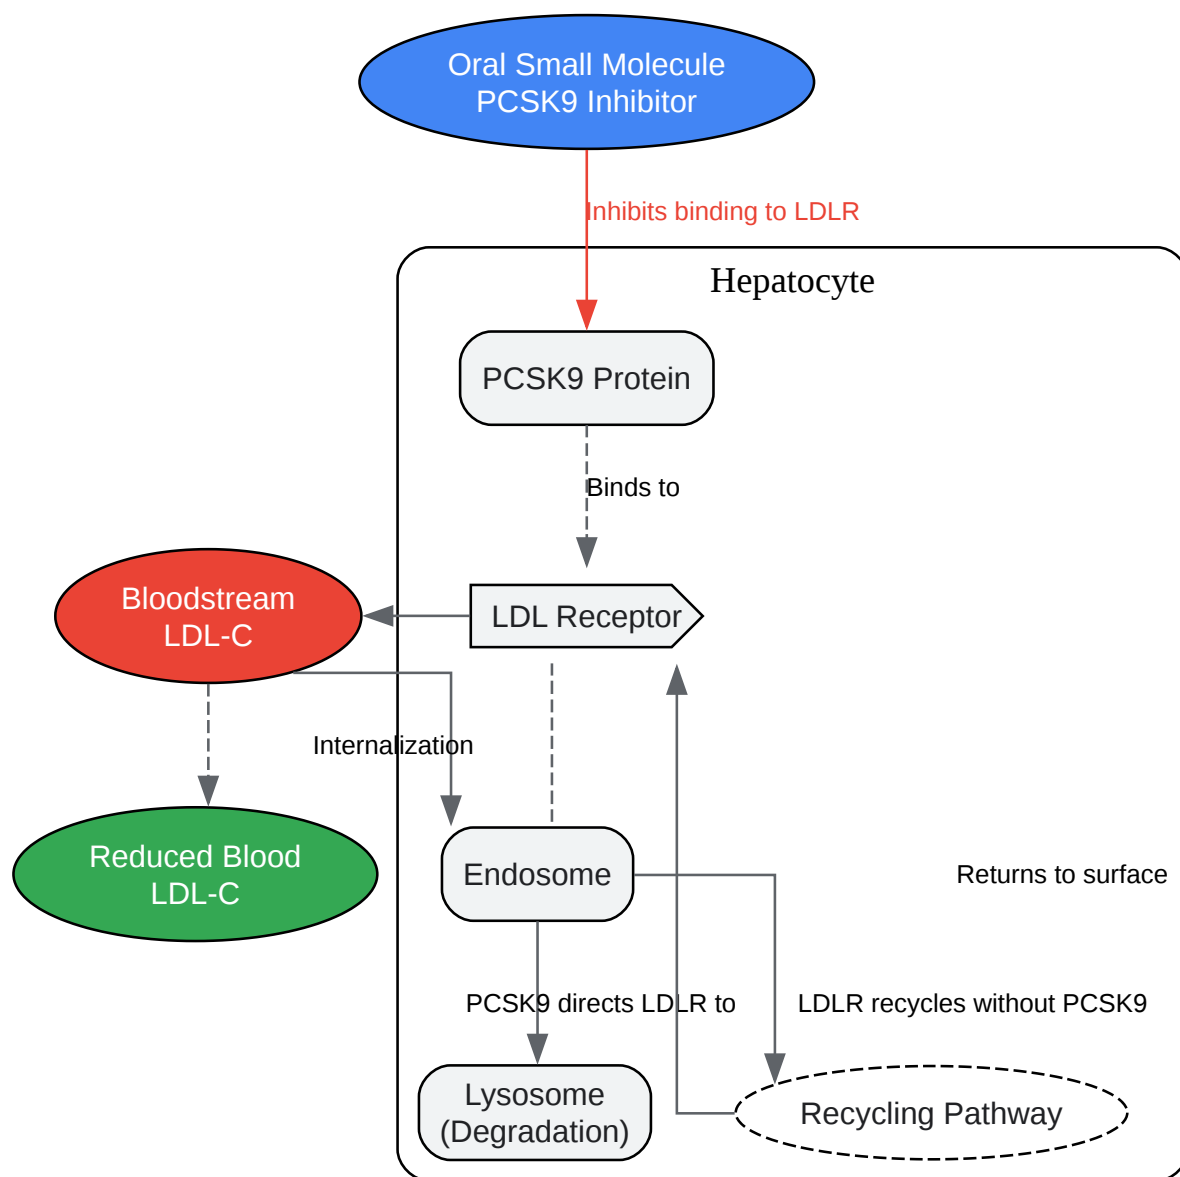 Oral Small Molecule
PCSK9 Inhibitor
Inhibits binding to LDLR
Hepatocyte
PCSK9 Protein
Binds to
Bloodstream
LDL-C
LDL Receptor
Internalization
Reduced Blood
LDL-C
Endosome
Returns to surface
PCSK9 directs LDLR to
LDLR recycles without PCSK9
Lysosome
(Degradation)
Recycling Pathway